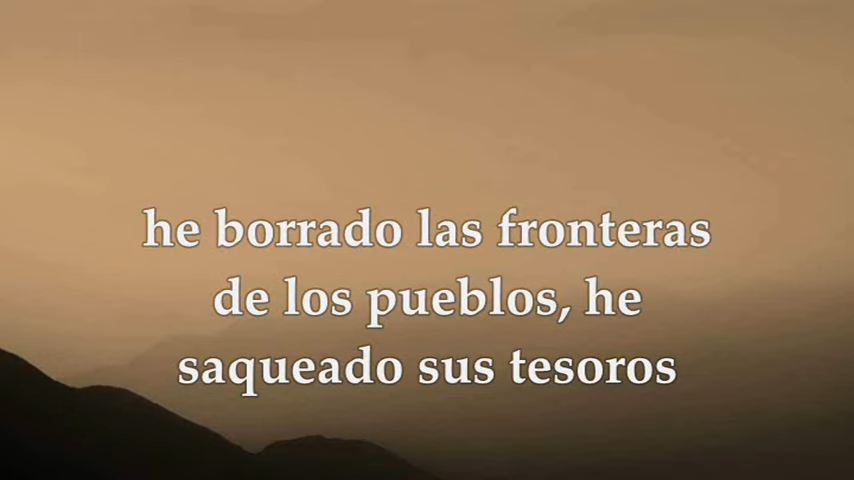 he borrado las fronteras
de los pueblos, he
saqueado sus tesoros